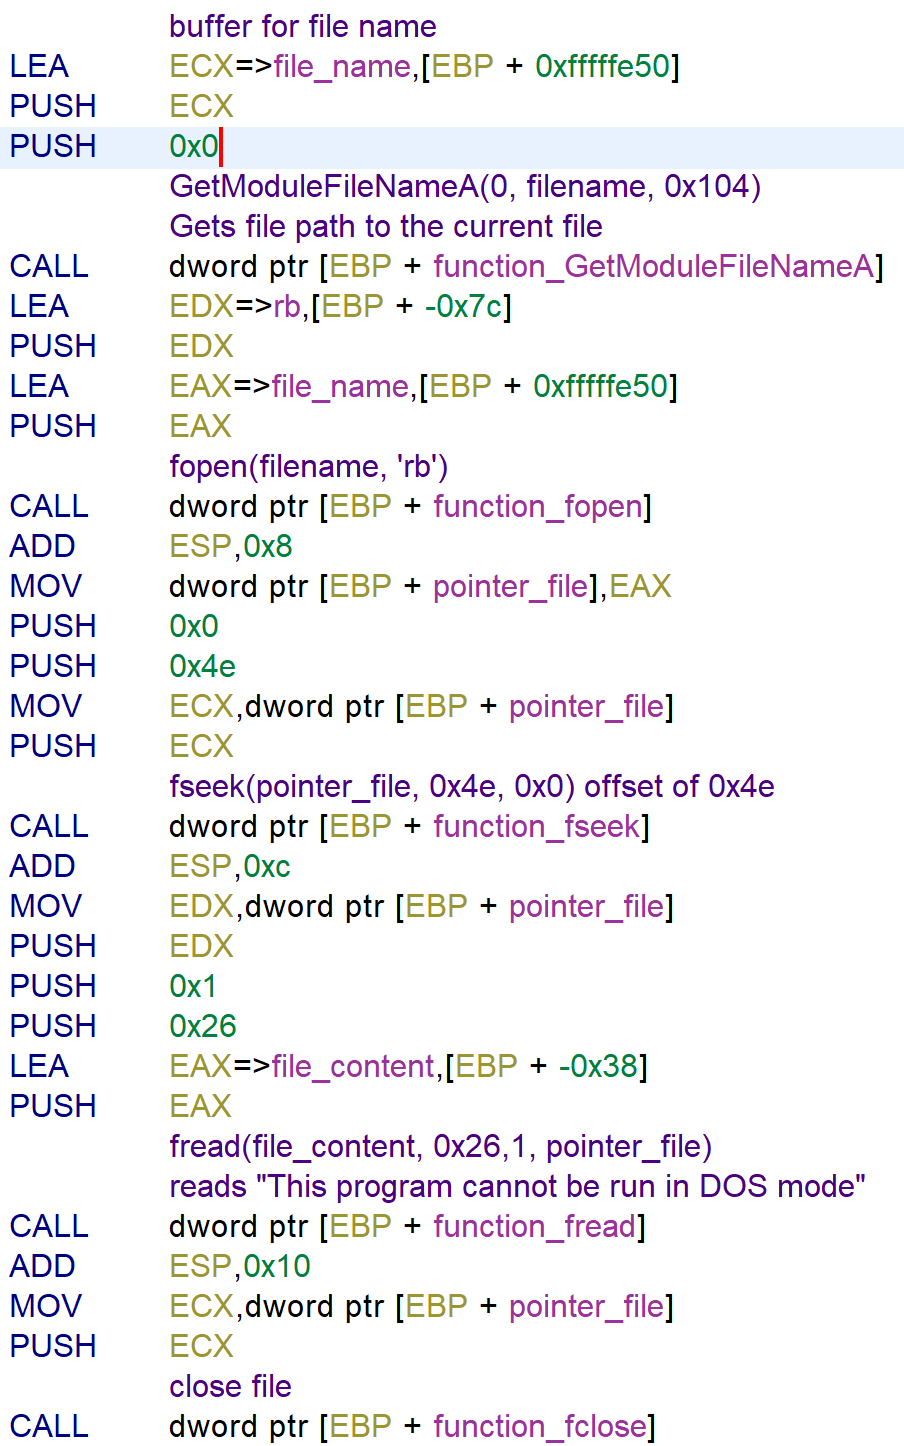 buffer for file name
LEA ECX=>file_name,[EBP + 0xfffffe50]
PUSH ECX
PUSH 0x0
GetModuleFileNameA(0, filename, 0x104)
Gets file path to the current file
CALL dword ptr [EBP + function_GetModuleFileNameA]
LEA EDX=>rb,[EBP + -0x7c]
PUSH EDX
LEA EAX=>file_name,[EBP + 0xfffffe50]
PUSH EAX
fopen(filename, 'rb')
CALL dword ptr [EBP + function_fopen]
ADD ESP,0x8
MOV dword ptr [EBP + pointer_file],EAX
PUSH 0x0
PUSH 0x4e
MOV ECX,dword ptr [EBP + pointer_file]
PUSH ECX
fseek(pointer_file, 0x4e, 0x0) offset of 0x4e
CALL dword ptr [EBP + function_fseek]
ADD ESP,0xc
MOV EDX,dword ptr [EBP + pointer_file]
PUSH EDX
PUSH 0x1
PUSH 0x26
LEA EAX=>file_content,[EBP + -0x38]
PUSH EAX
fread(file_content, 0x26,1, pointer_file)
reads "This program cannot be run in DOS mode"
CALL dword ptr [EBP + function_fread]
ADD ESP,0x10
MOV ECX,dword ptr [EBP + pointer_file]
PUSH ECX
close file
CALL dword ptr [EBP + function_fclose]